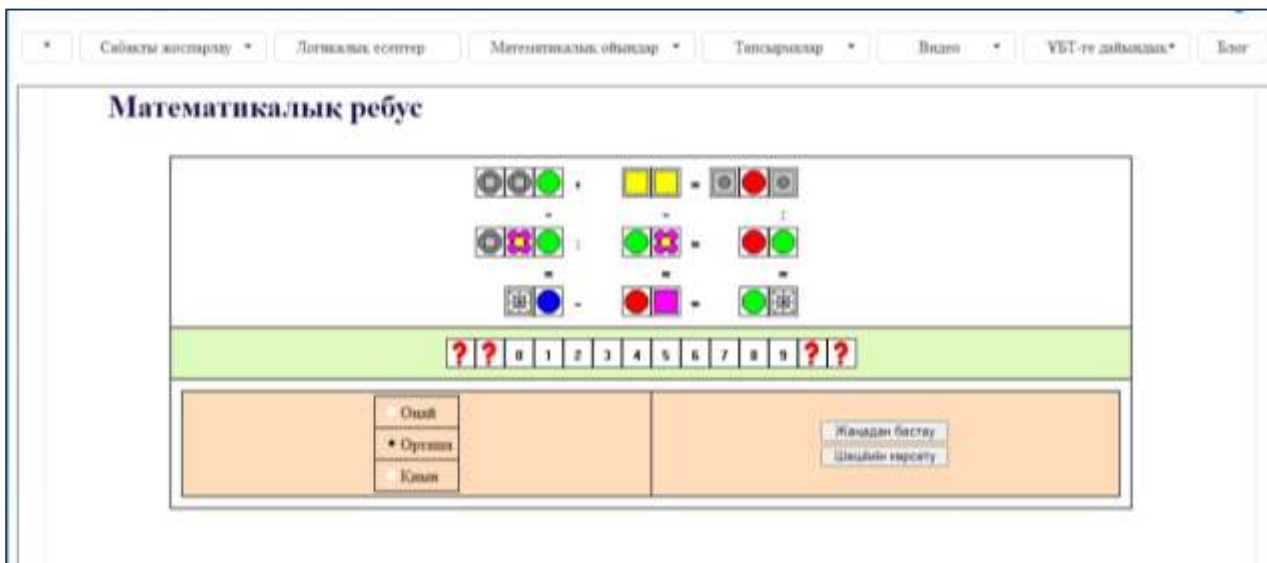 Сабақты жоспарлау Логикалық есептер Математикалық ойындар Тапсырмалар Видео ҰБТ-ге дайындық Блог
Математикалық ребус
=
=
:
=
:
=
=
=
=
-
=
? ? 0 1 2 3 4 5 6 7 8 9 ? ?
Оңай
Орташа
Қиын
Жаңадан бастау
Шешімін көрсету